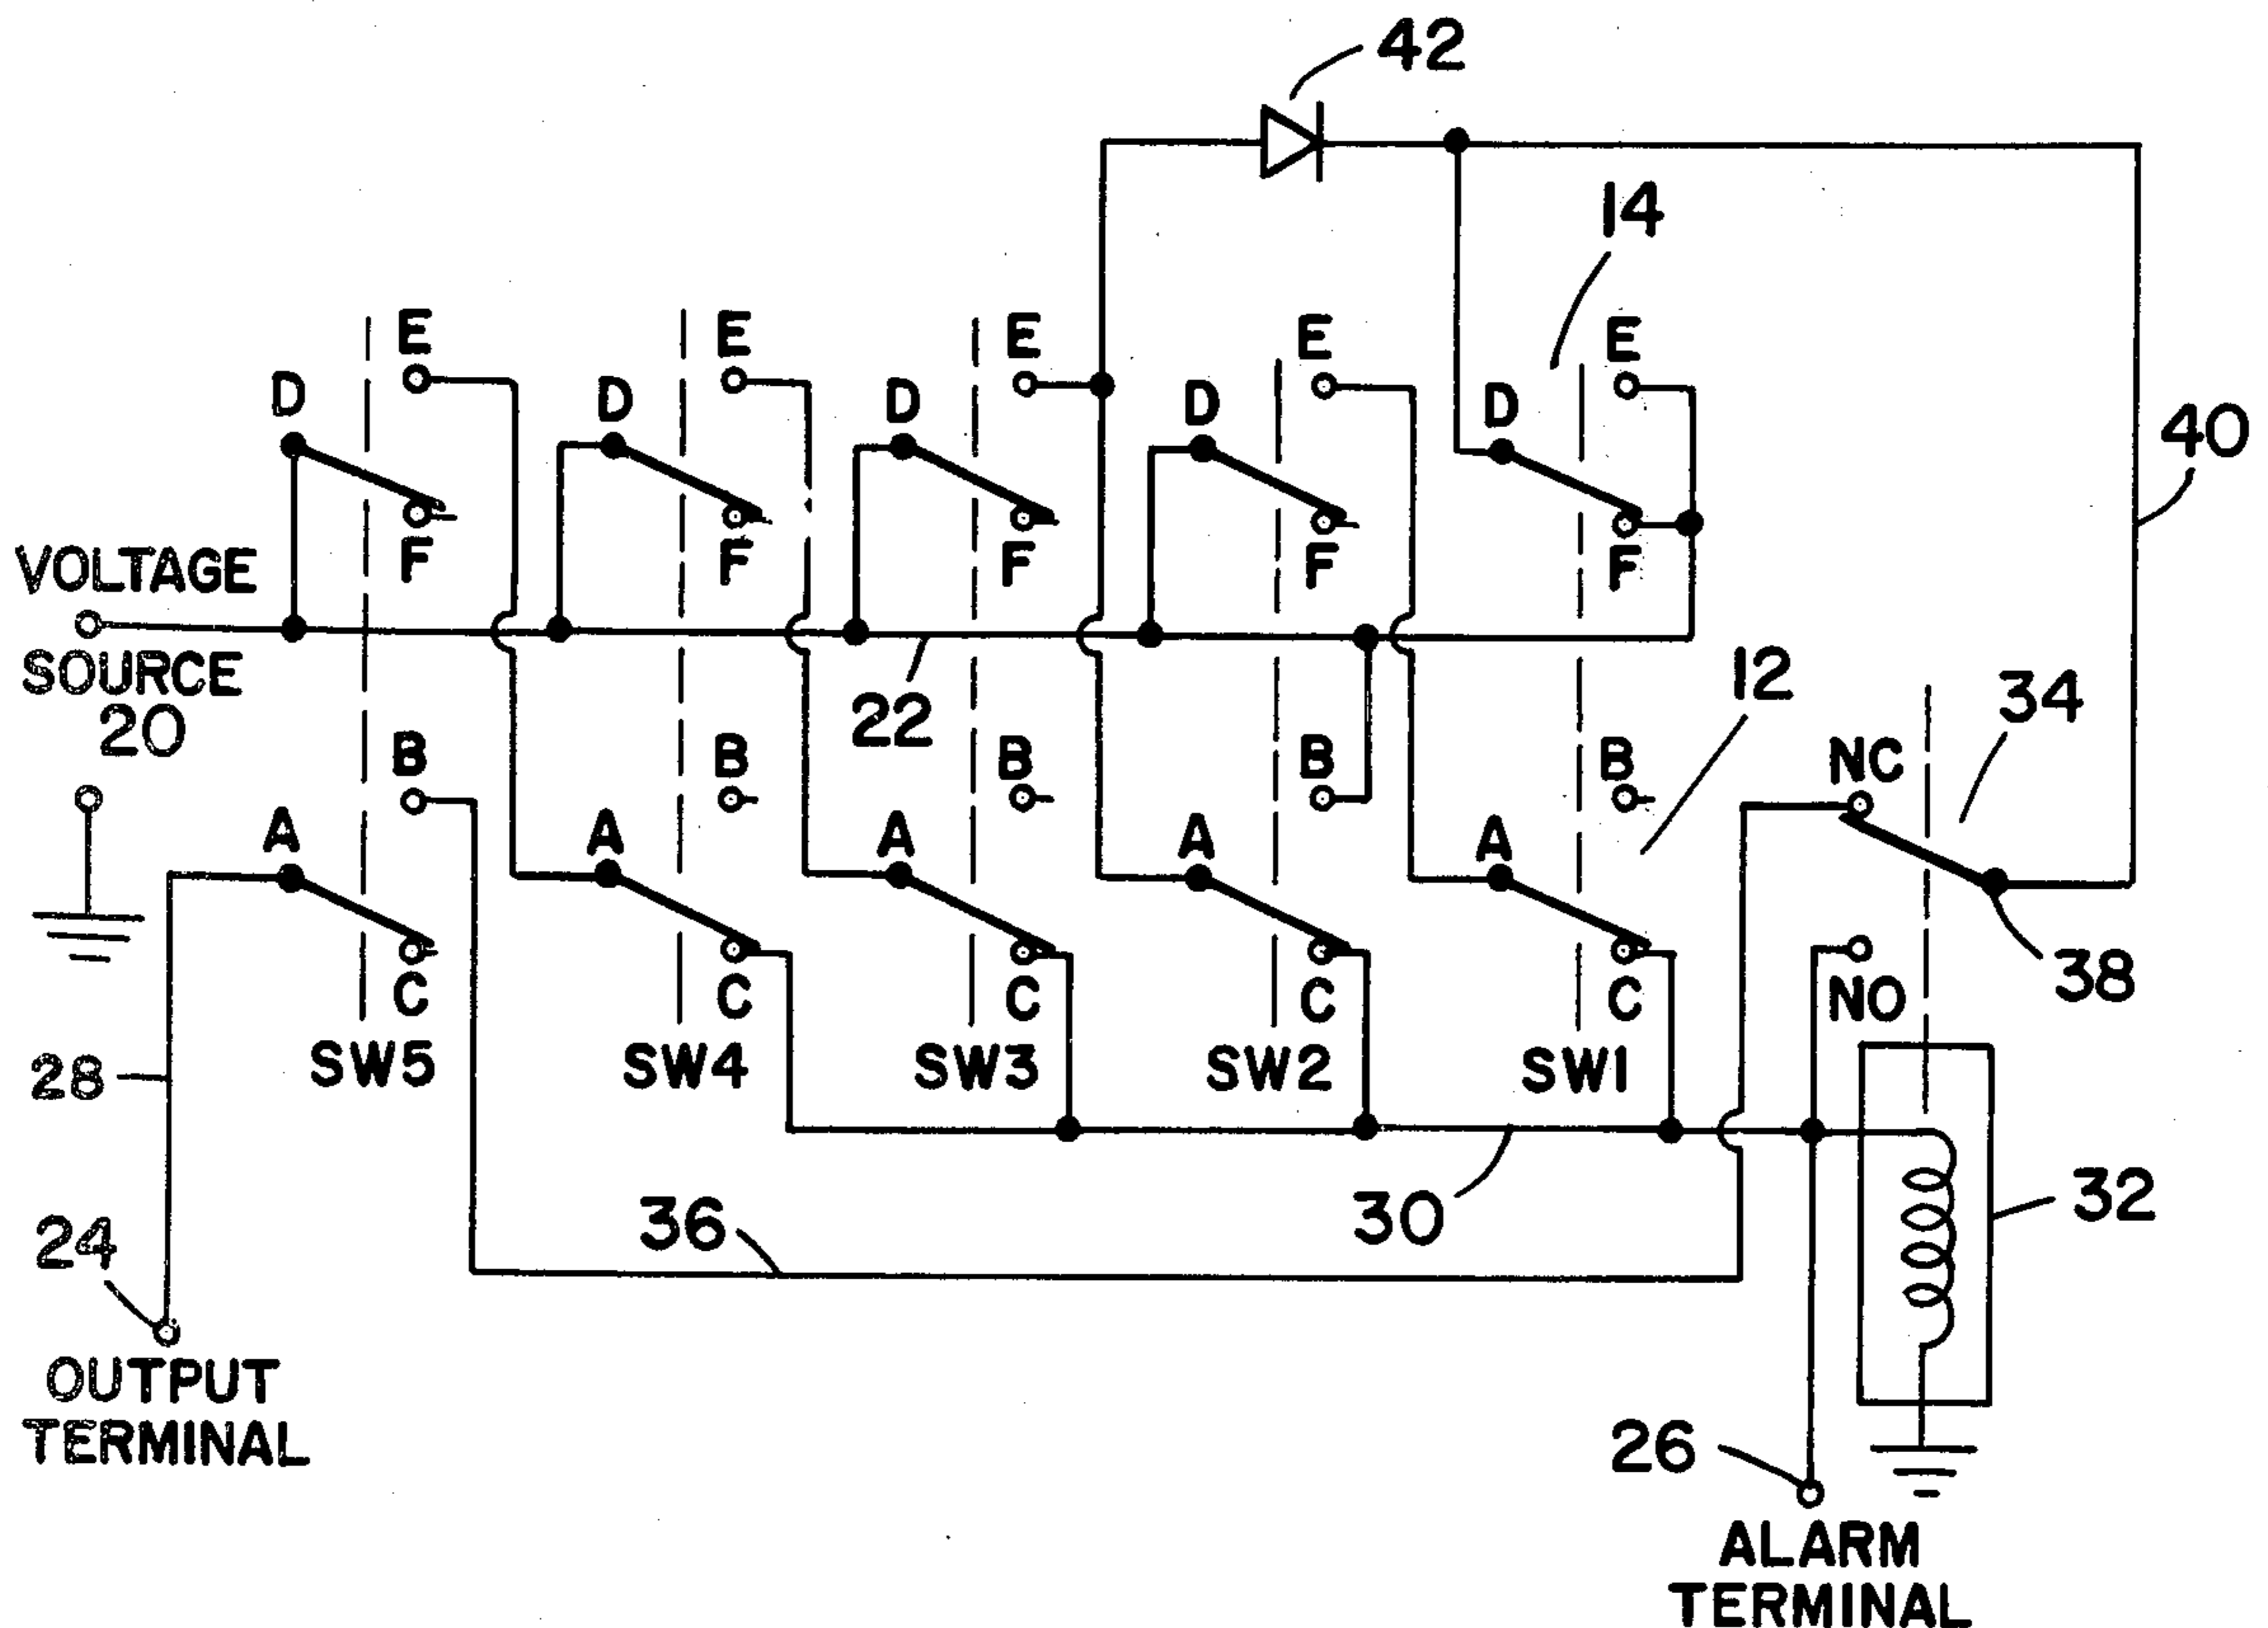 42
14
E E E E E
D D D D D
40
F F F F F
VOLTAGE
SOURCE
20
22
12
34
B B B B B
NC
A A A A A
C C C C C
NO
38
SW5 SW4 SW3 SW2 SW1
28
36
30
32
24
OUTPUT
TERMINAL
26
ALARM
TERMINAL